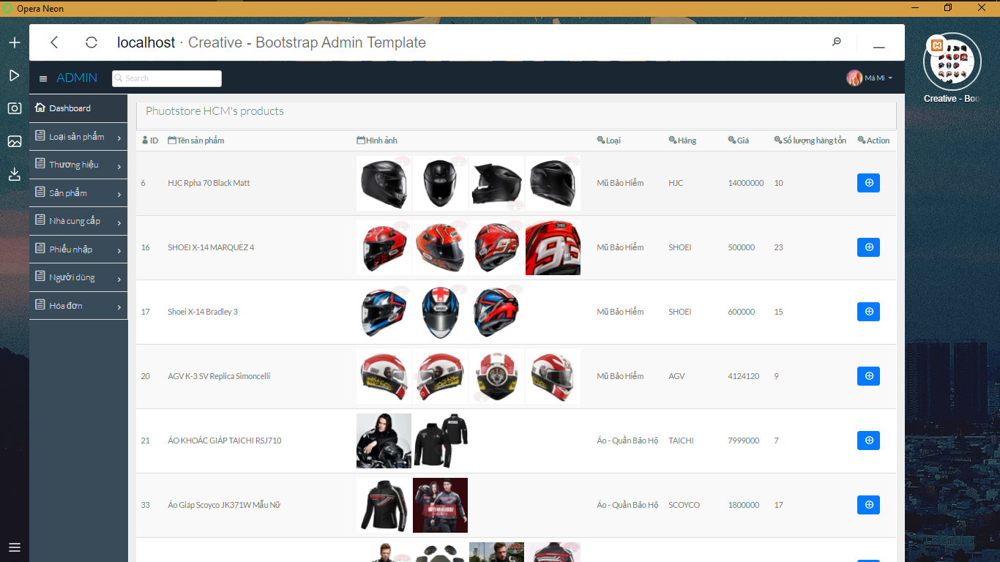 Opera Neon
localhost · Creative - Bootstrap Admin Template
ADMIN
Search
Má Mi
Creative - Boo
Dashboard
Loại sản phẩm
Thương hiệu
Sản phẩm
Nhà cung cấp
Phiếu nhập
Người dùng
Hóa đơn
Phuotstore HCM's products
ID Tên sản phẩm Hình ảnh Loại Hãng Giá Số lượng hàng tồn Action
6 HJC Rpha 70 Black Matt Mũ Bảo Hiểm HJC 14000000 10
16 SHOEI X-14 MARQUEZ 4 Mũ Bảo Hiểm SHOEI 500000 23
17 Shoei X-14 Bradley 3 Mũ Bảo Hiểm SHOEI 600000 15
20 AGV K-3 SV Replica Simoncelli Mũ Bảo Hiểm AGV 4124120 9
21 ÁO KHOÁC GIÁP TAICHI RSJ710 Áo - Quần Bảo Hộ TAICHI 7999000 7
33 Áo Giáp Scoyco JK371W Mẫu Nữ Áo - Quần Bảo Hộ SCOYCO 1800000 17